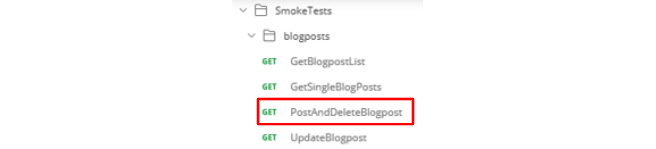 SmokeTests
blogposts
GET GetBlogpostList
GET GetSingleBlogPosts
GET PostAndDeleteBlogpost
GET UpdateBlogpost